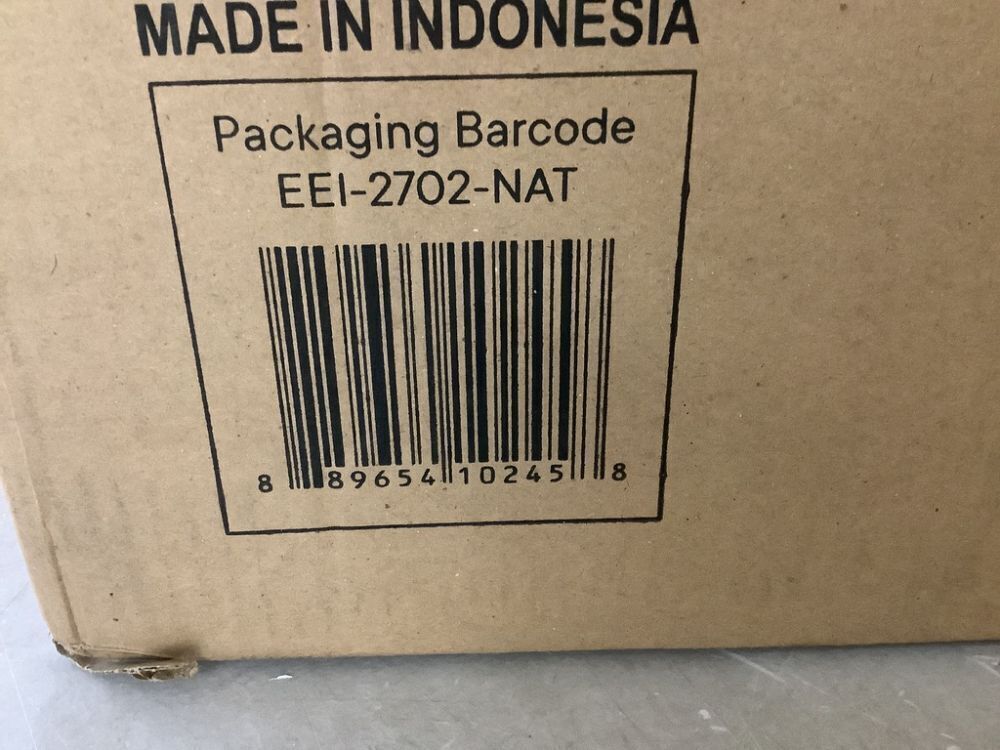 MADE IN INDONESIA
Packaging Barcode
EEI-2702-NAT
8 89654 10245 8